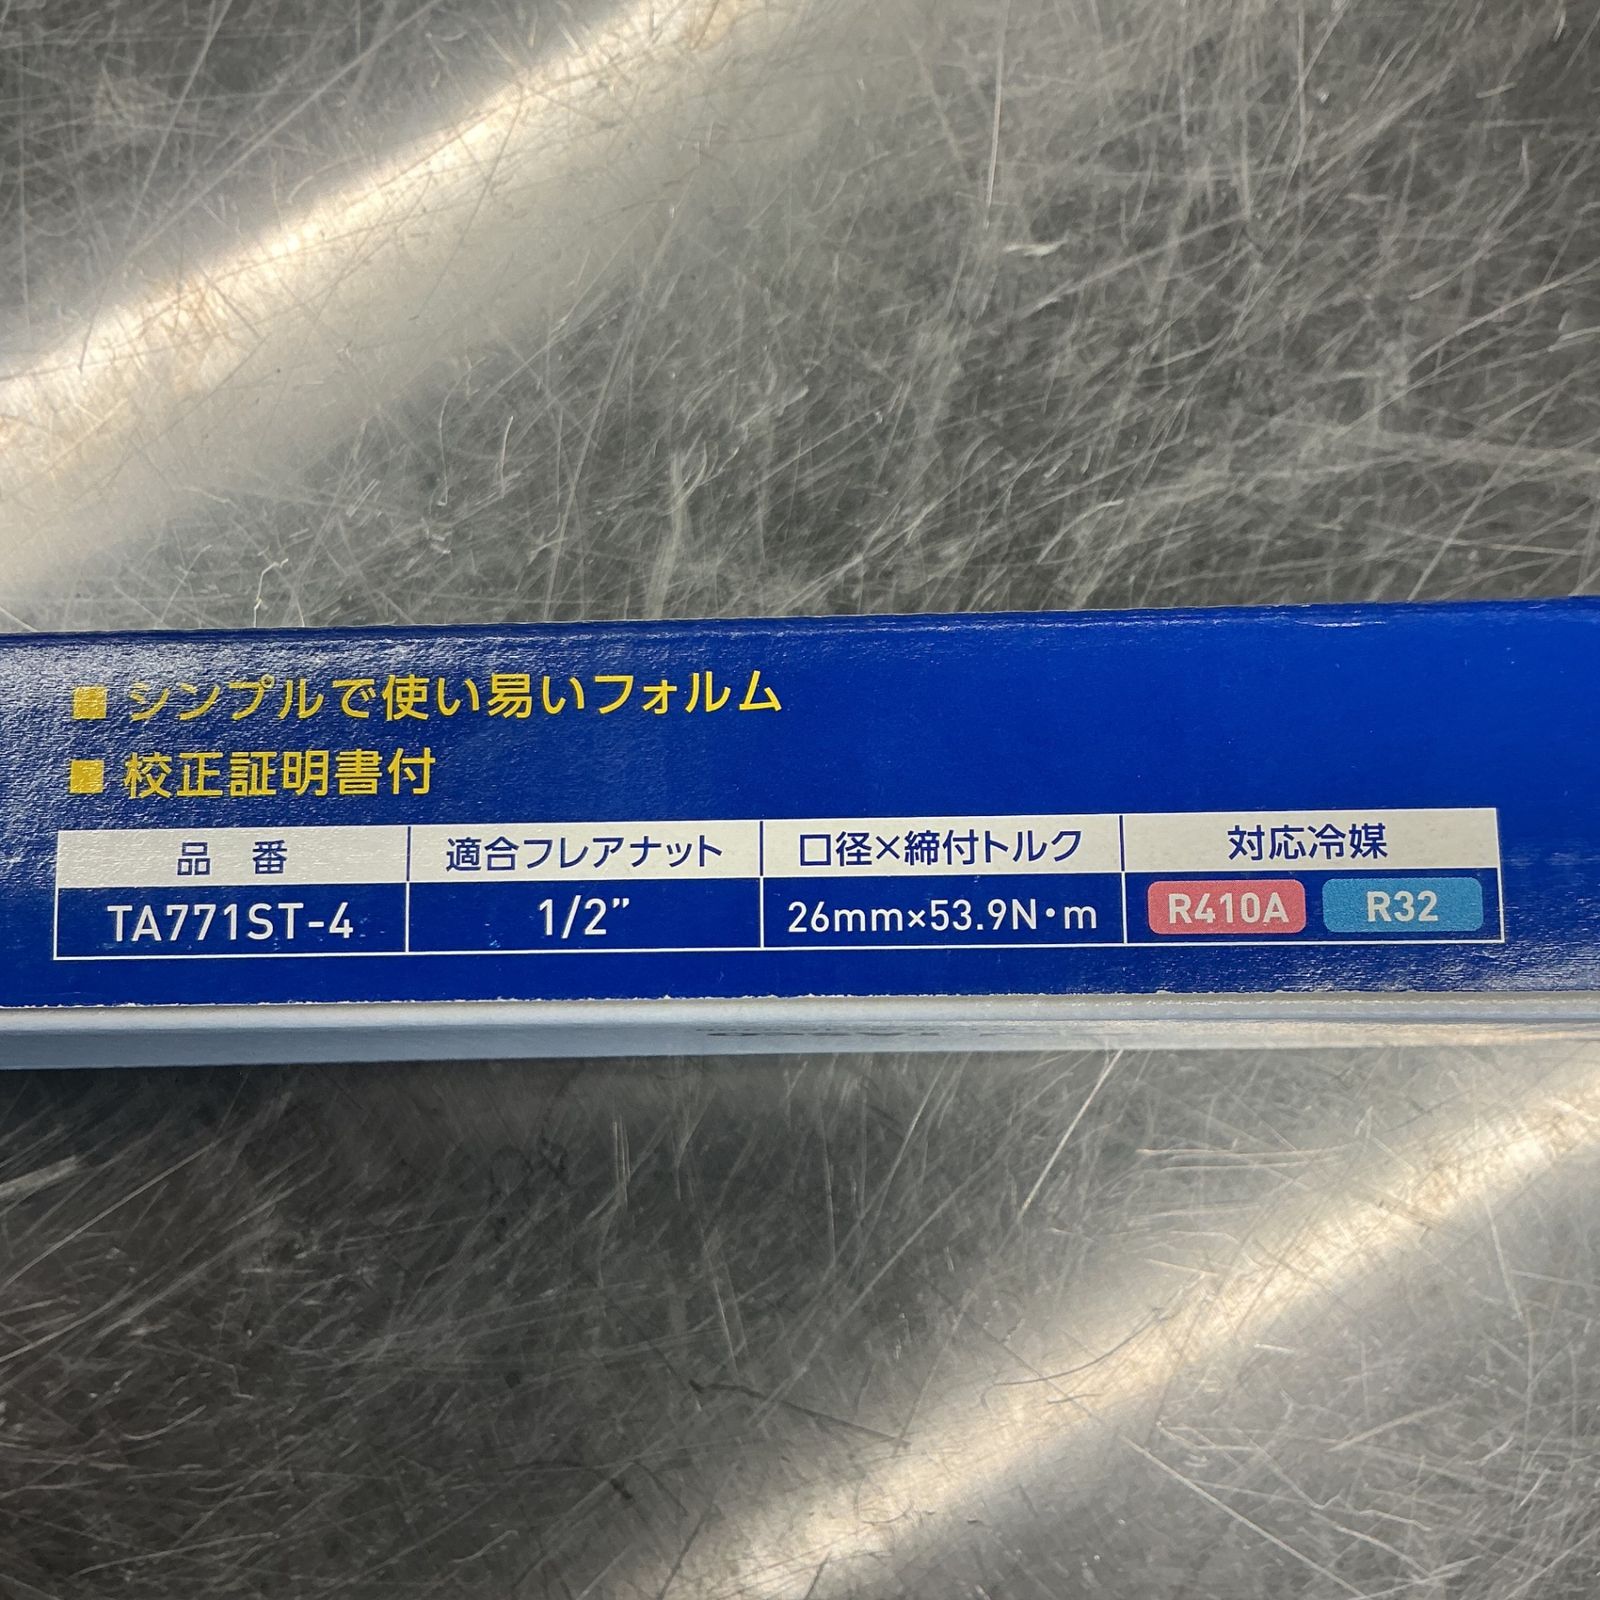 ■ シンプルで使い易いフォルム
■ 校正証明書付
品番 適合フレアナット 口径×締付トルク 対応冷媒
TA771ST-4 1/2” 26mm×53.9N・m R410A R32